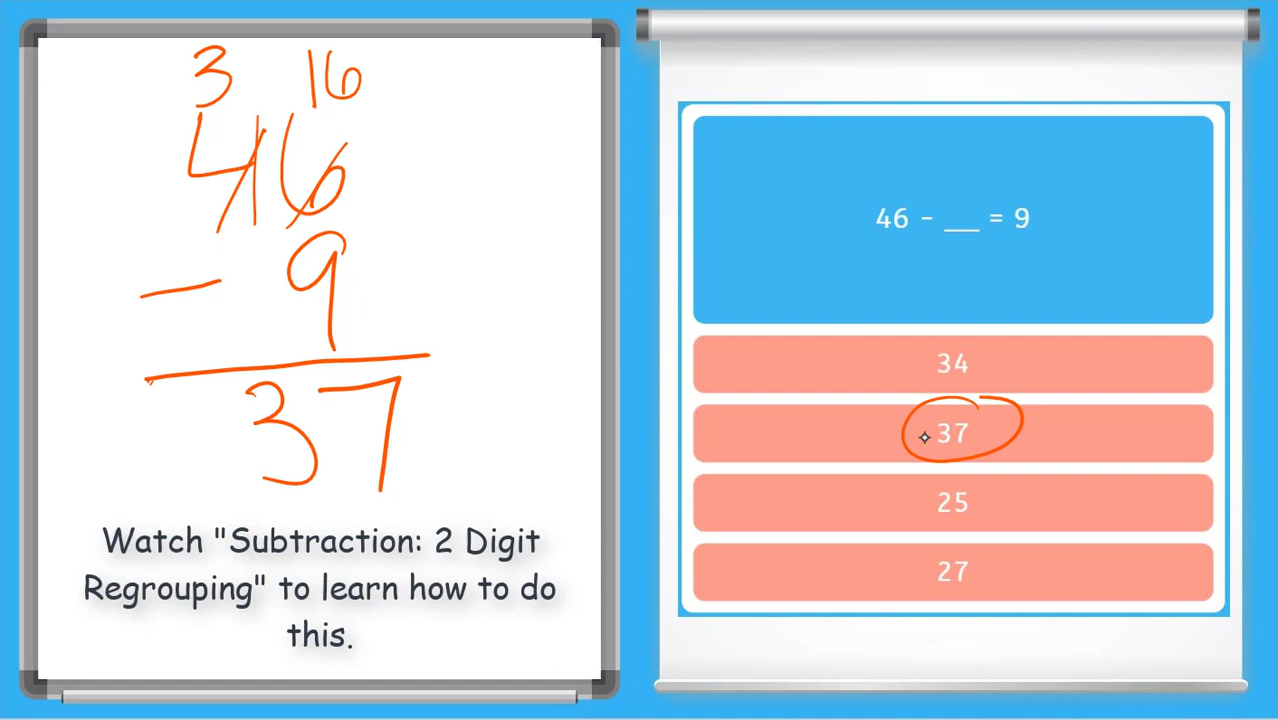 3 16
46
- 9
37
Watch "Subtraction: 2 Digit
Regrouping" to learn how to do
this.
46 - __ = 9
34
37
25
27